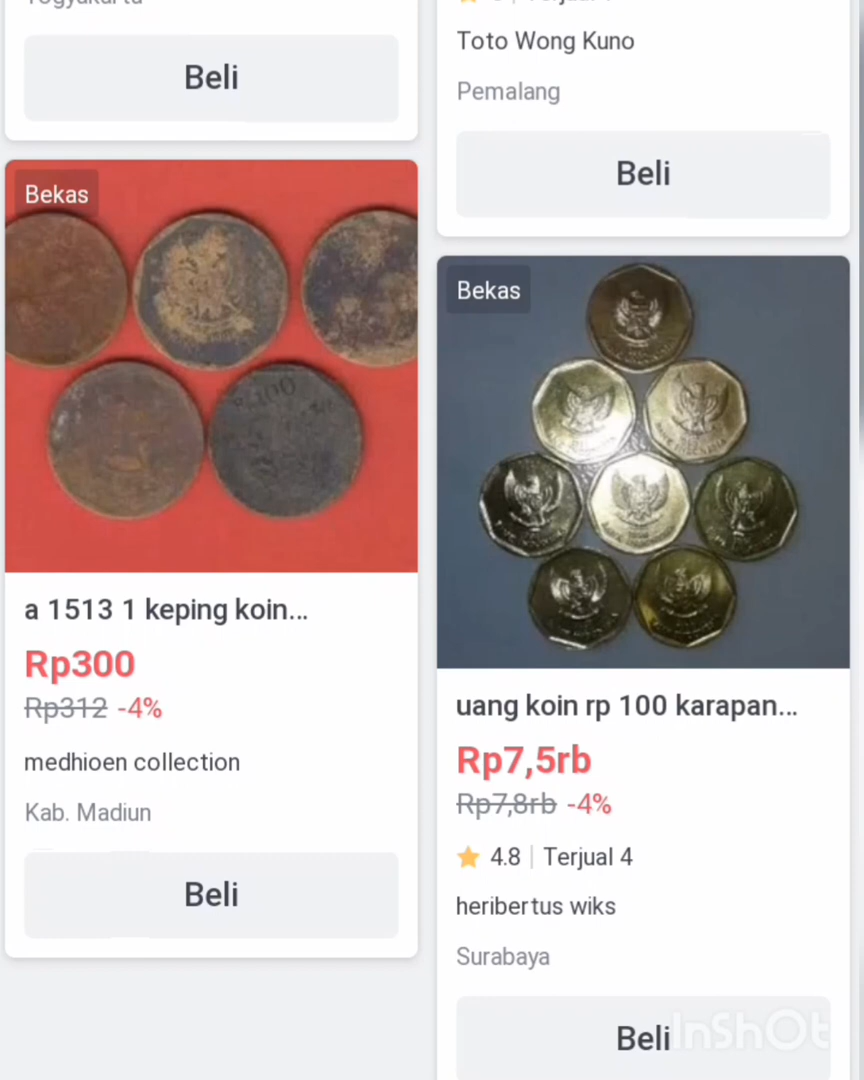 Yogyakarta
Beli
Bekas
a 1513 1 keping koin...
Rp300
Rp312 -4%
medhioen collection
Kab. Madiun
Beli
Toto Wong Kuno
Pemalang
Beli
Bekas
uang koin rp 100 karapan...
Rp7,5rb
Rp7,8rb -4%
4.8 | Terjual 4
heribertus wiks
Surabaya
Beli
InShOt